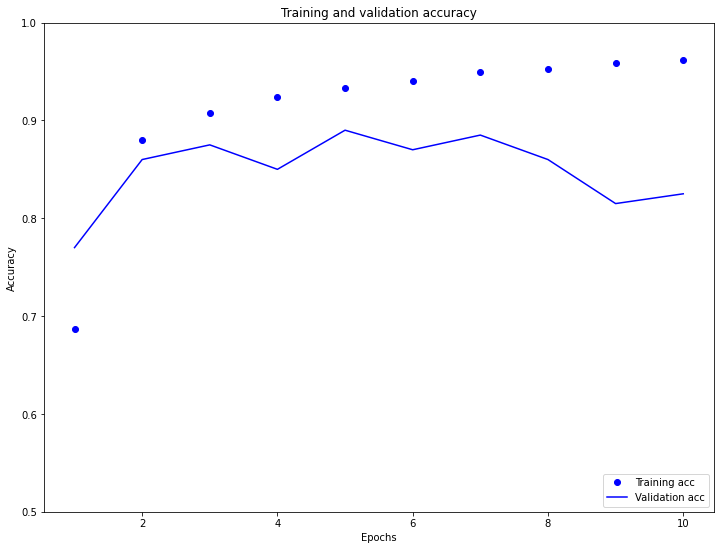 Training and validation accuracy
1.0
0.9
0.8
0.7
0.6
0.5
Accuracy
2
4
6
8
10
Epochs
Training acc
Validation acc